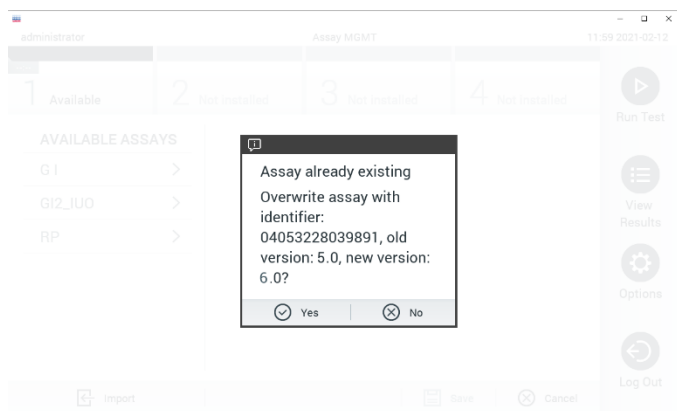 administrator
Assay MGMT
11:59 2021-02-12
1 Available
2 Not installed
3 Not installed
4 Not installed
Run Test
AVAILABLE ASSAYS
G I
GI2_IUO
RP
View
Results
Options
Log Out
Assay already existing
Overwrite assay with
identifier:
04053228039891, old
version: 5.0, new version:
6.0?
Yes
No
Import
Save
Cancel